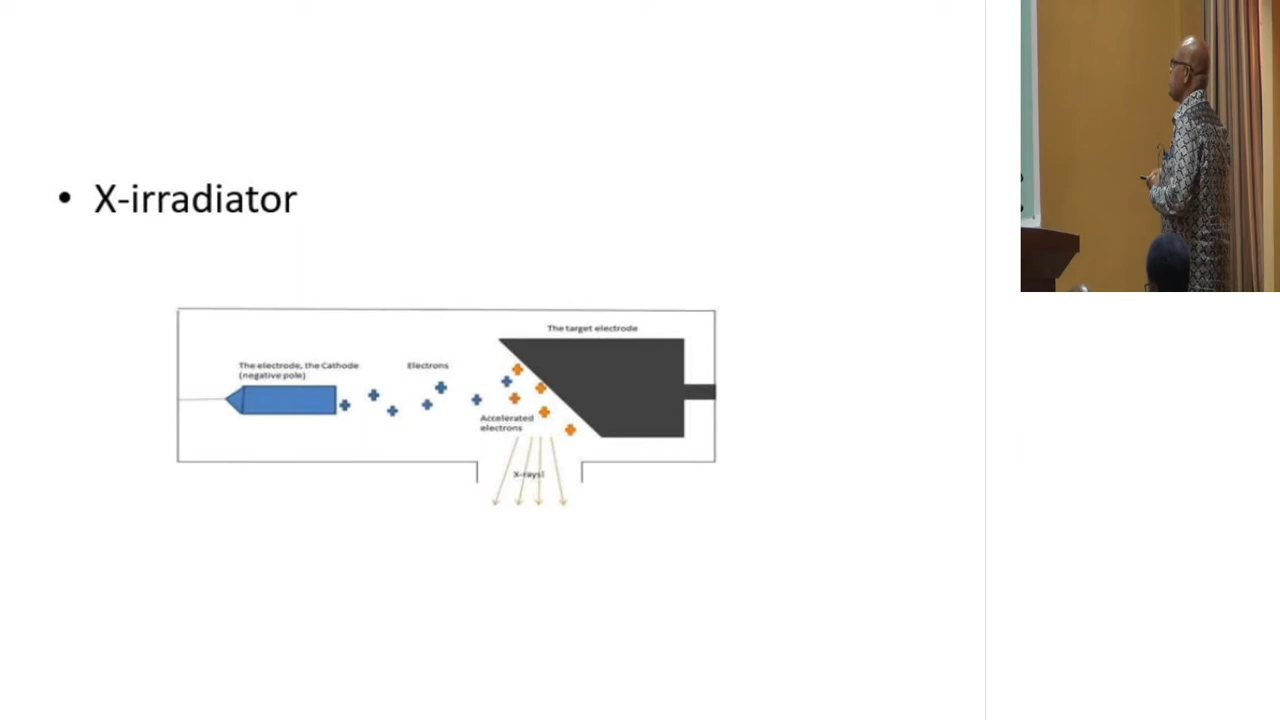 • X-irradiator
The target electrode
The electrode, the Cathode
(negative pole)
Electrons
Accelerated
electrons
X-rays!